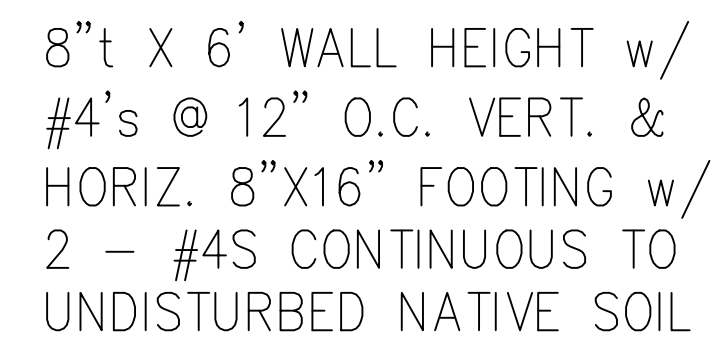 8"t X 6' WALL HEIGHT w/
#4's @ 12" O.C. VERT. &
HORIZ. 8"X16" FOOTING w/
2 - #4S CONTINUOUS TO
UNDISTURBED NATIVE SOIL